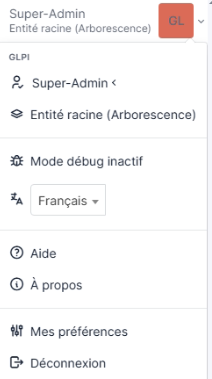 Super-Admin
Entité racine (Arborescence)
GL
GLPI
Super-Admin
Entité racine (Arborescence)
Mode débug inactif
Français
Aide
À propos
Mes préférences
Déconnexion